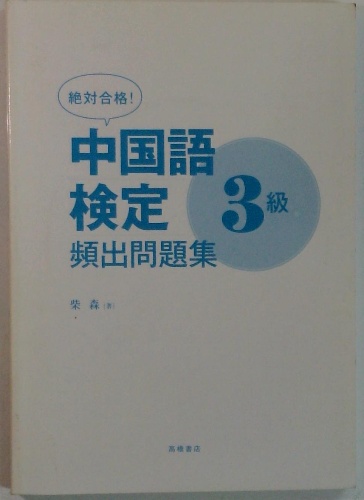 絶対合格!
中国語
検定
3級
頻出問題集
柴 森（著）
高橋書店